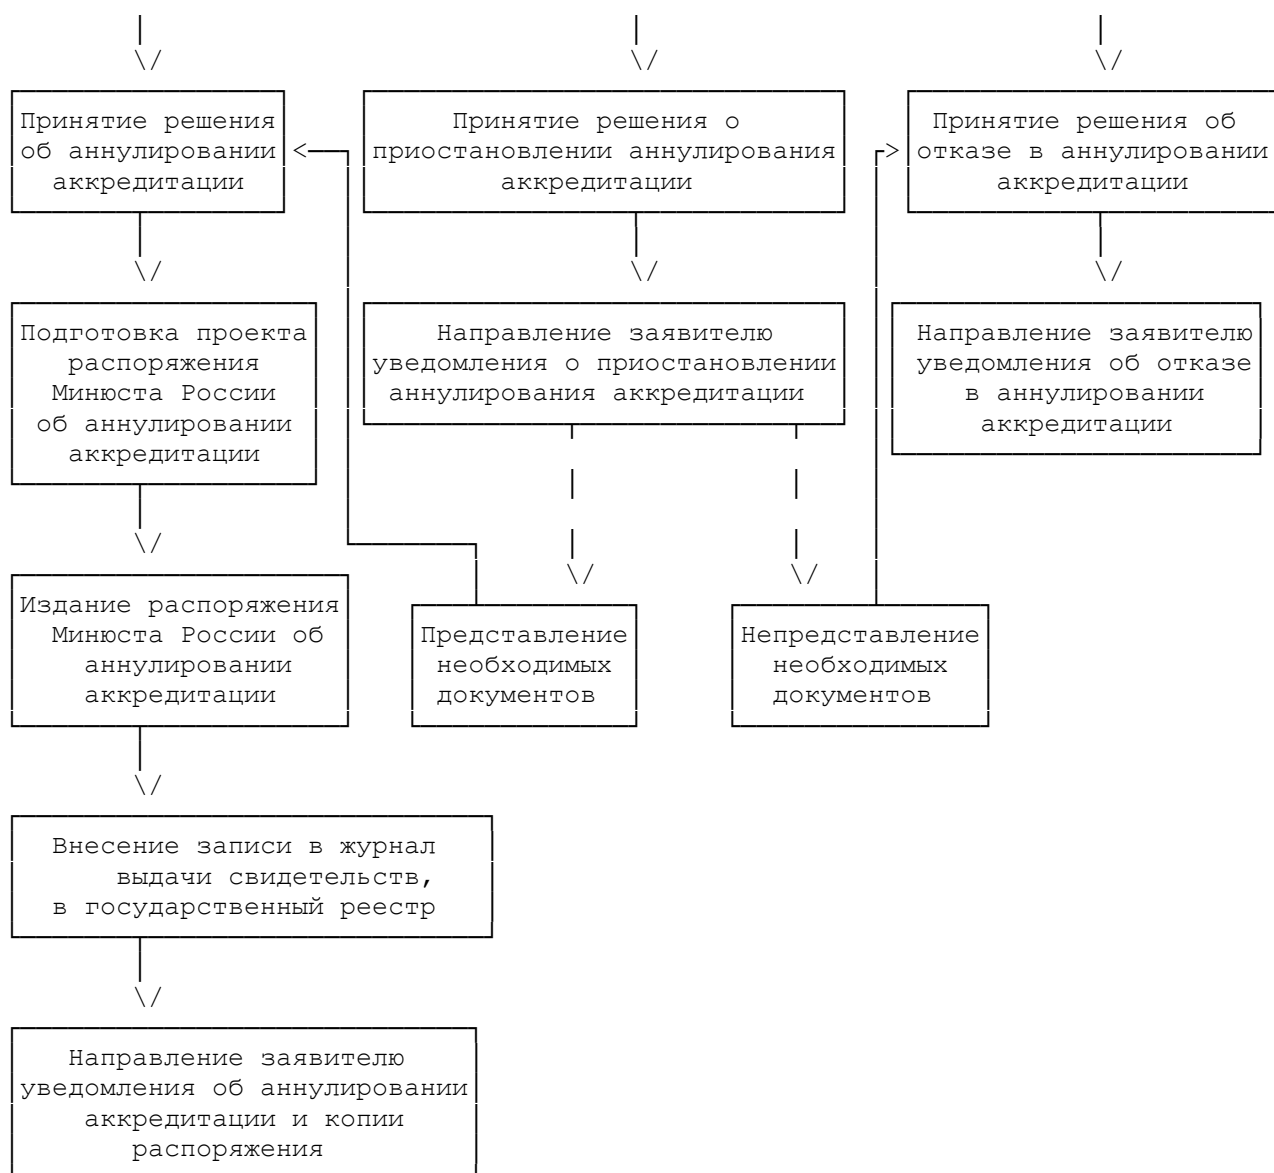 Принятие решения
об аннулировании
аккредитации
Принятие решения о
приостановлении аннулирования
аккредитации
Принятие решения об
отказе в аннулировании
аккредитации
Подготовка проекта
распоряжения
Минюста России
об аннулировании
аккредитации
Направление заявителю
уведомления о приостановлении
аннулирования аккредитации
Направление заявителю
уведомления об отказе
в аннулировании
аккредитации
Издание распоряжения
Минюста России об
аннулировании
аккредитации
Представление
необходимых
документов
Непредставление
необходимых
документов
Внесение записи в журнал
выдачи свидетельств,
в государственный реестр
Направление заявителю
уведомления об аннулировании
аккредитации и копии
распоряжения